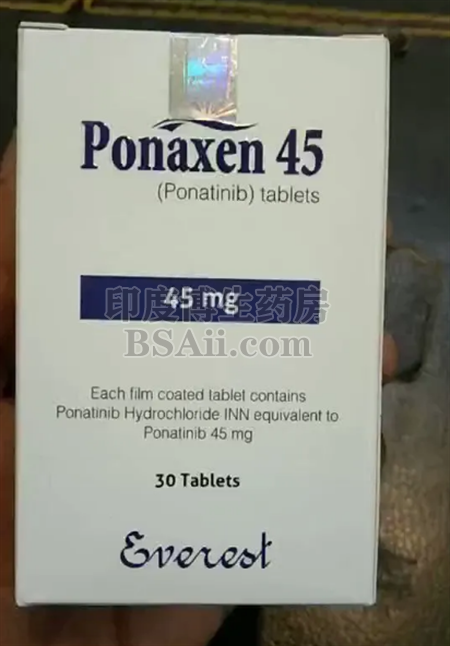 Ponaxen 45
(Ponatinib) tablets
45 mg
印度博生药房
BSAii.com
Each film coated tablet contains
Ponatinib Hydrochloride INN equivalent to
Ponatinib 45 mg
30 Tablets
Everest